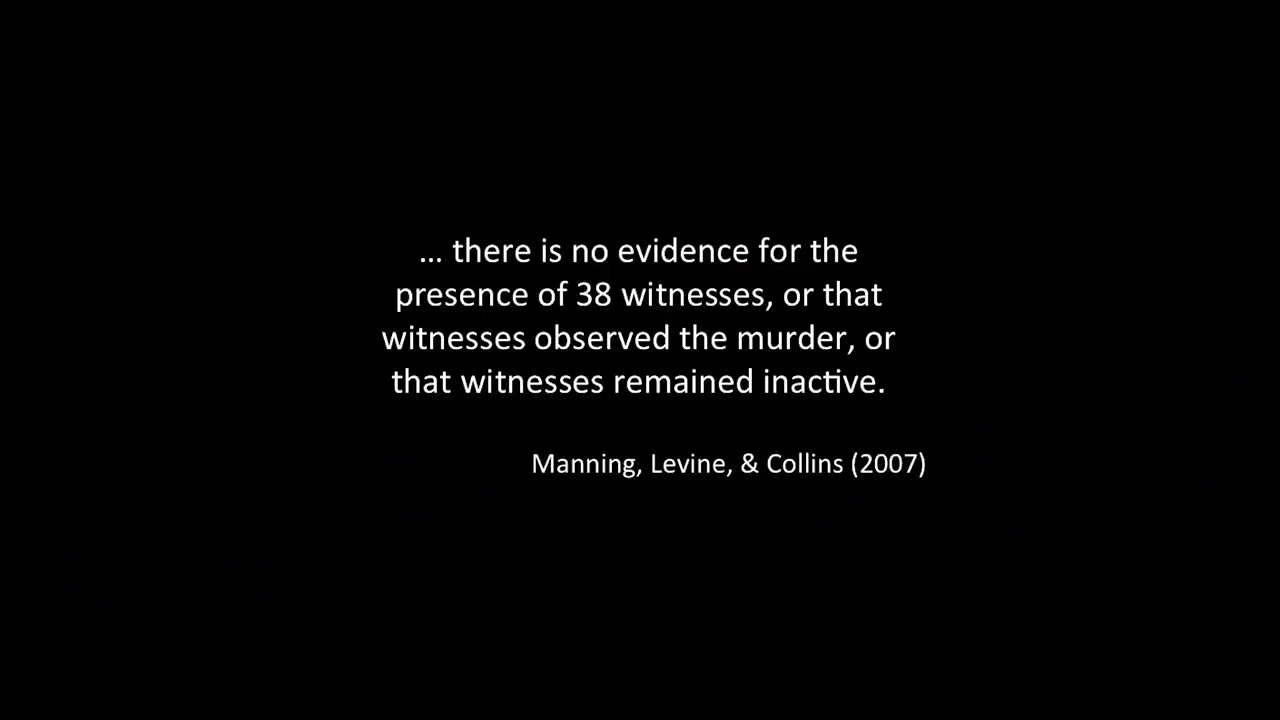 … there is no evidence for the
presence of 38 witnesses, or that
witnesses observed the murder, or
that witnesses remained inactive.
Manning, Levine, & Collins (2007)